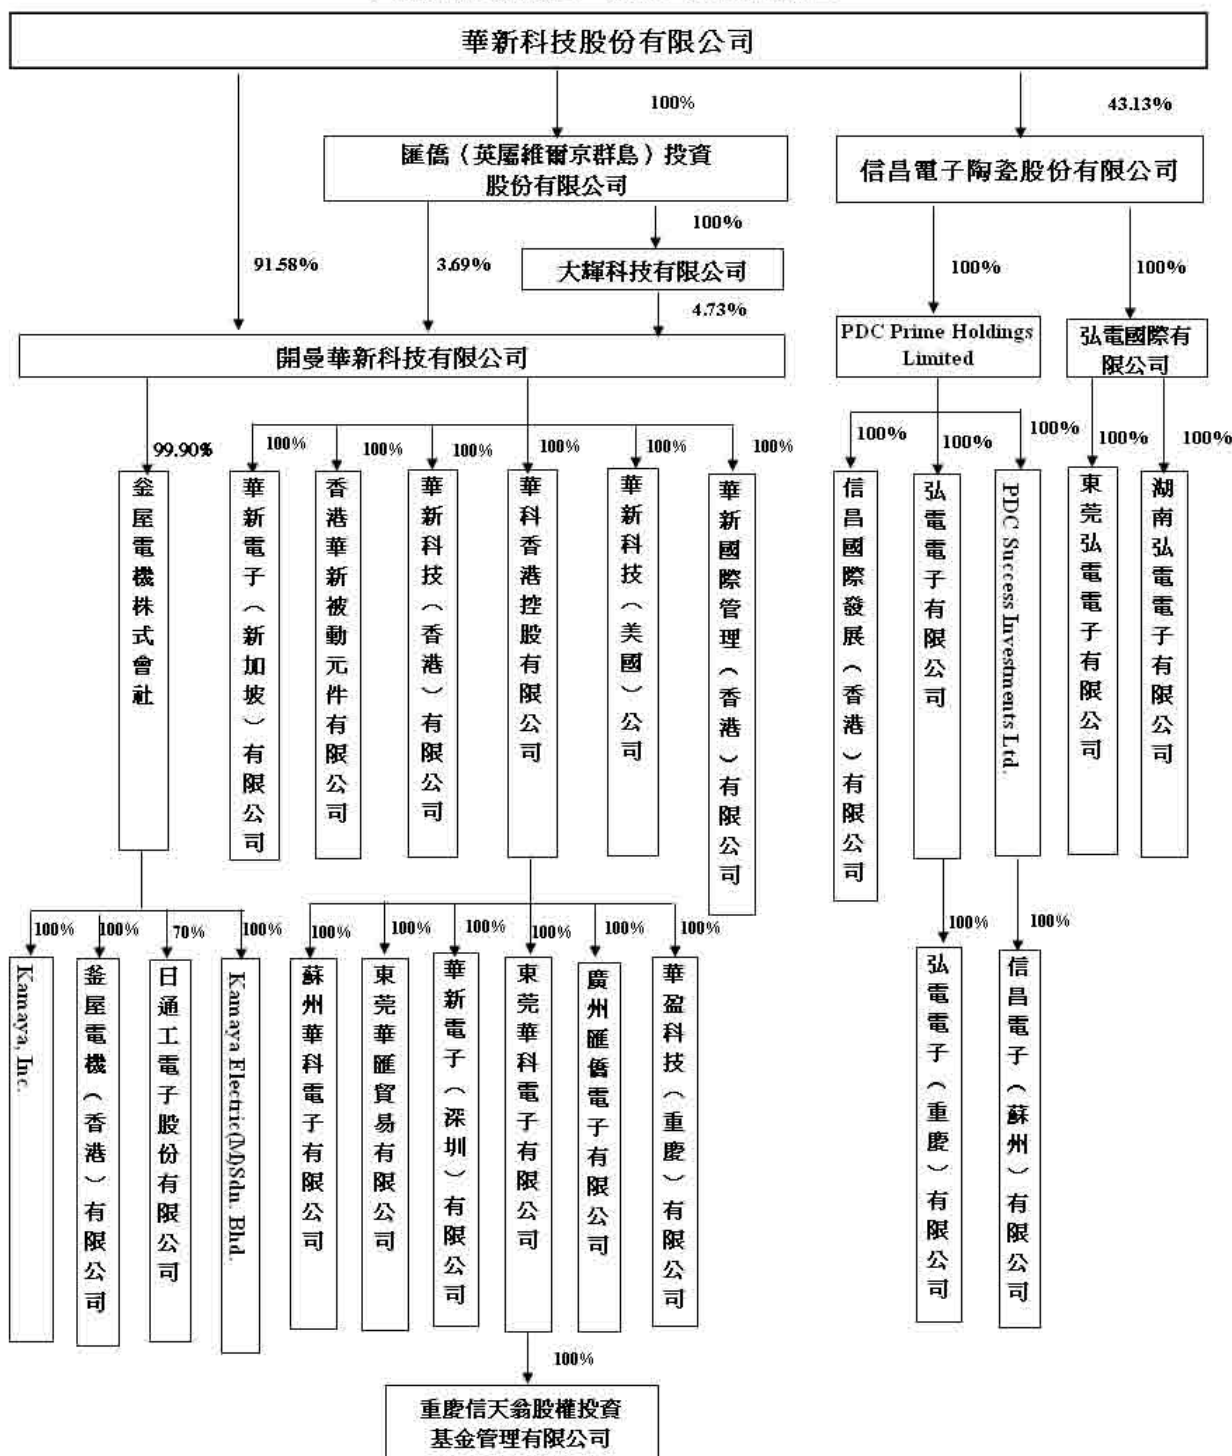 華新科技股份有限公司
100%
43.13%
匯僑（英屬維爾京群島）投資
股份有限公司
信昌電子陶瓷股份有限公司
91.58%
3.69%
100%
大輝科技有限公司
4.73%
100%
100%
開曼華新科技有限公司
PDC Prime Holdings
Limited
弘電國際有
限公司
99.90%
100%
100%
100%
100%
100%
100%
100%
100%
100%
100%
100%
釜屋電機株式會社
華新電子（新加坡）有限公司
香港華新被動元件有限公司
華新科技（香港）有限公司
華科香港控股有限公司
華新科技（美國）公司
華新國際管理（香港）有限公司
信昌國際發展（香港）有限公司
弘電電子有限公司
PDC Success Investments Ltd.
東莞弘電電子有限公司
湖南弘電電子有限公司
100%
100%
70%
100%
100%
100%
100%
100%
100%
100%
100%
100%
Kamaya, Inc.
釜屋電機（香港）有限公司
日通工電子股份有限公司
Kamaya Electric(M)Sdn. Bhd.
蘇州華科電子有限公司
東莞華匯貿易有限公司
華新電子（深圳）有限公司
東莞華科電子有限公司
廣州匯僑電子有限公司
華盈科技（重慶）有限公司
弘電電子（重慶）有限公司
信昌電子（蘇州）有限公司
100%
重慶信天翁股權投資
基金管理有限公司